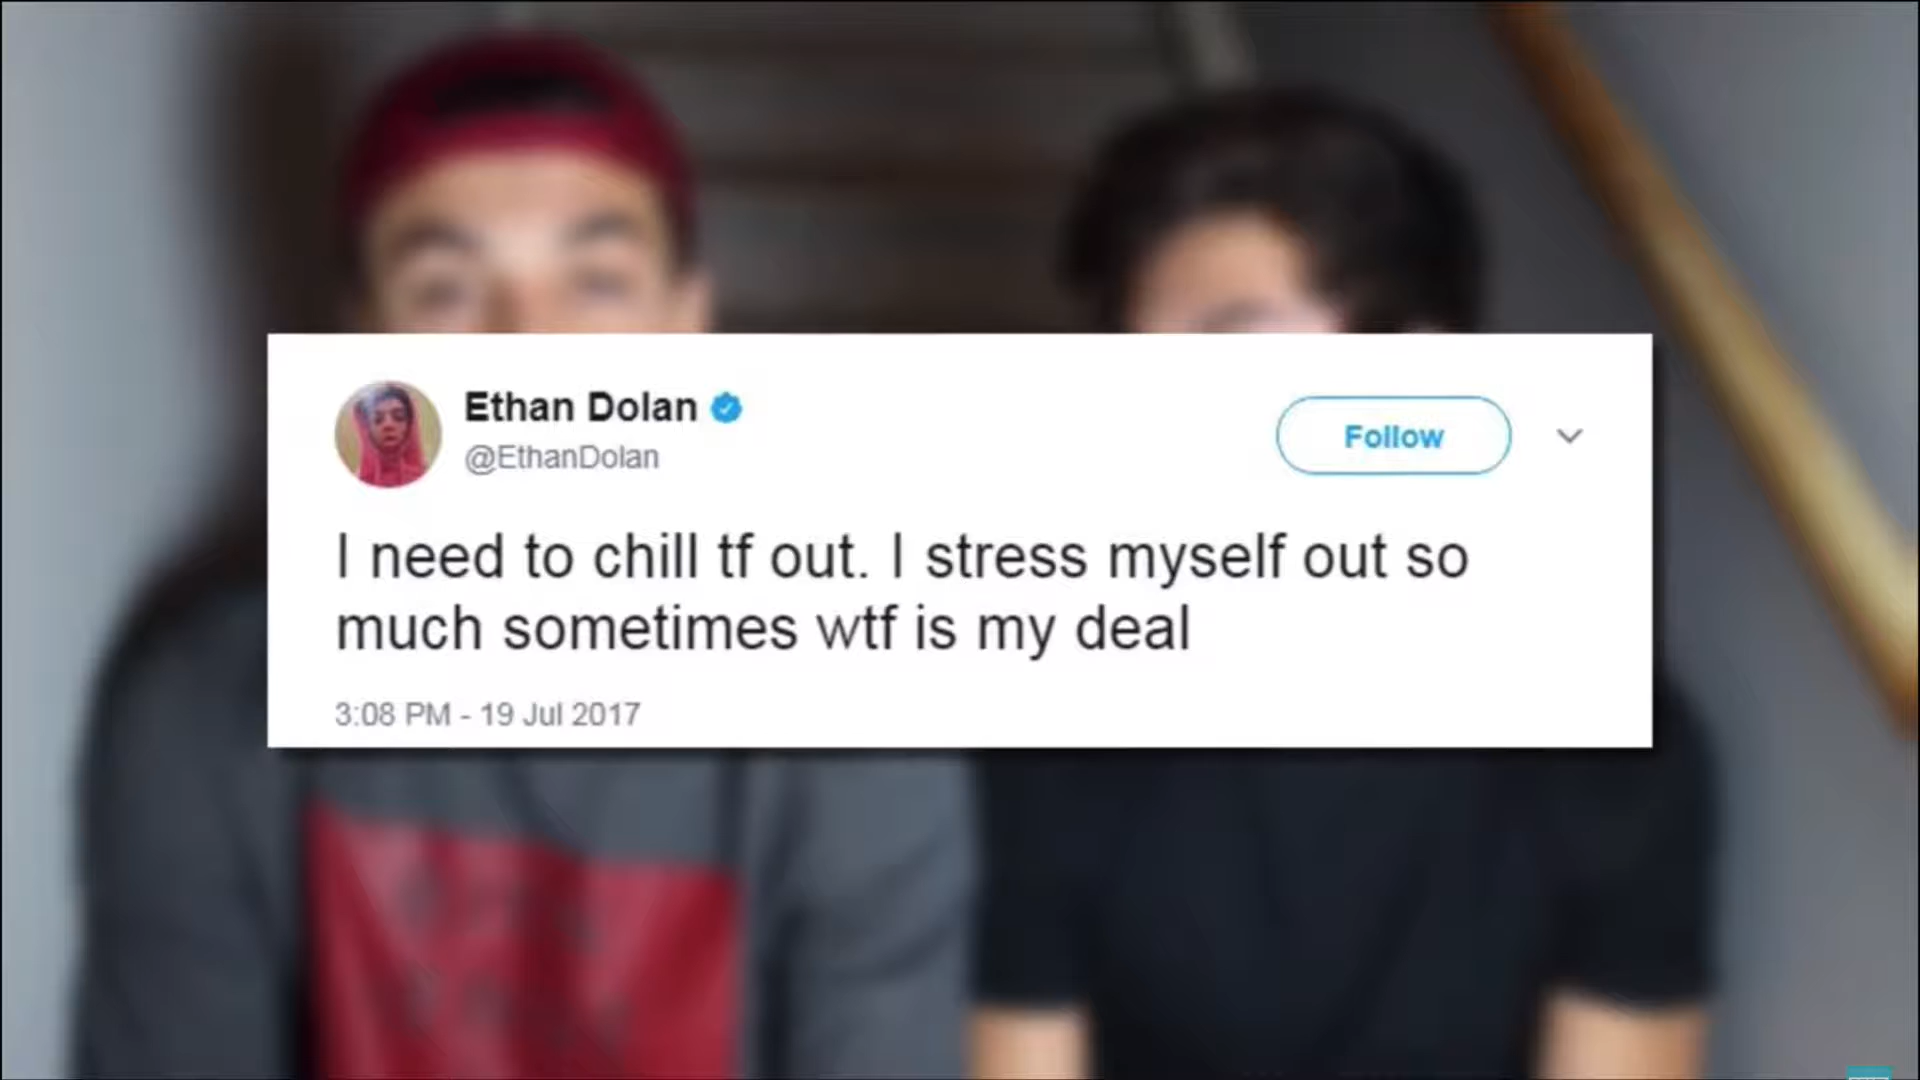 Ethan Dolan
@EthanDolan
Follow
I need to chill tf out. I stress myself out so
much sometimes wtf is my deal
3:08 PM - 19 Jul 2017